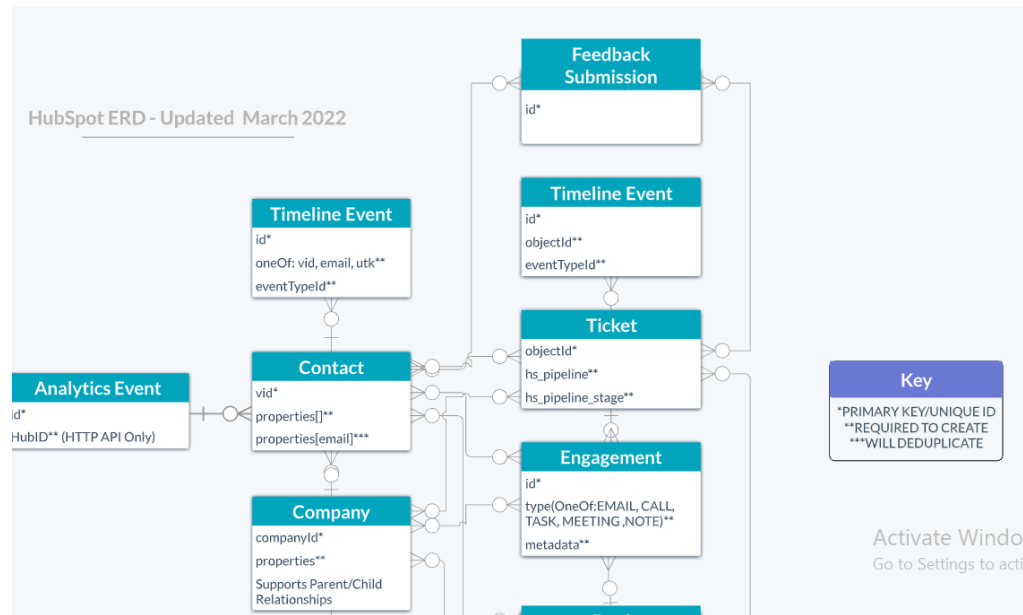 Feedback
Submission
id*
HubSpot ERD - Updated March 2022
Timeline Event
id*
objectId**
eventTypeId**
Timeline Event
id*
oneOf: vid, email, utk**
eventTypeId**
Ticket
objectId*
hs_pipeline**
hs_pipeline_stage**
Contact
vid*
properties[]**
properties[email]***
Analytics Event
id*
HubID** (HTTP API Only)
Key
*PRIMARY KEY/UNIQUE ID
**REQUIRED TO CREATE
***WILL DEDUPLICATE
Engagement
id*
type(OneOf:EMAIL, CALL,
TASK, MEETING ,NOTE)**
metadata**
Company
companyId*
properties**
Supports Parent/Child
Relationships
Activate Windo
Go to Settings to acti